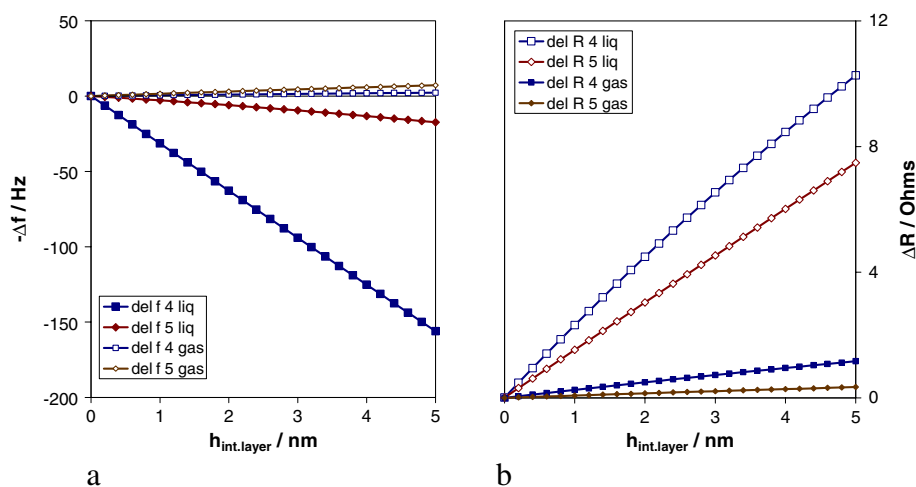 50
0
-50
-100
-150
-200
-Δf / Hz
del f 4 liq
del f 5 liq
del f 4 gas
del f 5 gas
0 1 2 3 4 5
h int.layer / nm
a
del R 4 liq
del R 5 liq
del R 4 gas
del R 5 gas
12
8
4
0
ΔR / Ohms
0 1 2 3 4 5
h int.layer / nm
b